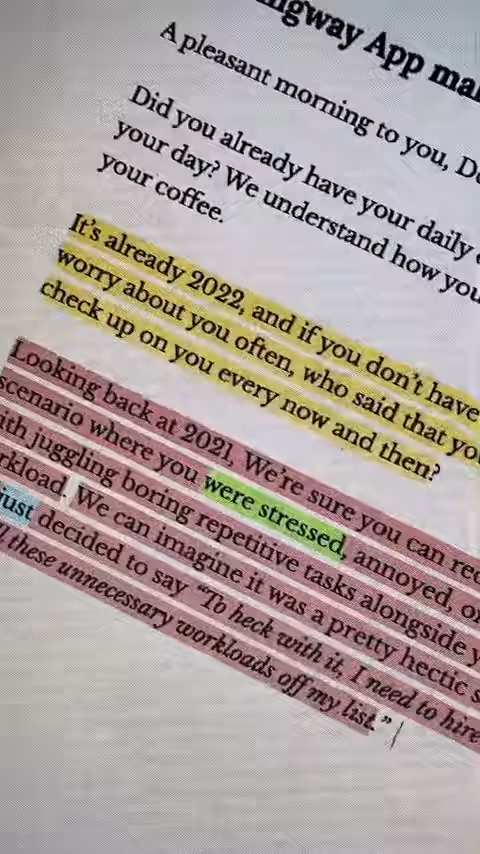 ngway App ma
A pleasant morning to you, D
Did you already have your daily
your day? We understand how you
your coffee.
It's already 2022, and if you don't have
worry about you often, who said that yo
check up on you every now and then?
Looking back at 2021, We're sure you can rec
scenario where you were stressed, annoyed, or
ith juggling boring repetitive tasks alongside y
rkload. We can imagine it was a pretty hectic s
just decided to say "To heck with it, I need to hire
l these unnecessary workloads off my list."